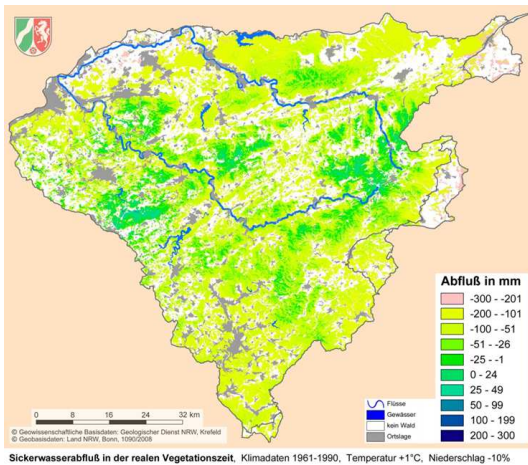 Abfluß in mm
-300 - -201
-200 - -101
-100 - -51
-51 - -26
-25 - -1
0 - 24
25 - 49
50 - 99
100 - 199
200 - 300
Flüsse
Gewässer
kein Wald
Ortslage
0 8 16 24 32 km
© Geowissenschaftliche Basisdaten: Geologischer Dienst NRW, Krefeld
© Geobasisdaten: Land NRW, Bonn, 1090/2008
Sickerwasserabfluß in der realen Vegetationszeit, Klimadaten 1961-1990, Temperatur +1°C, Niederschlag -10%